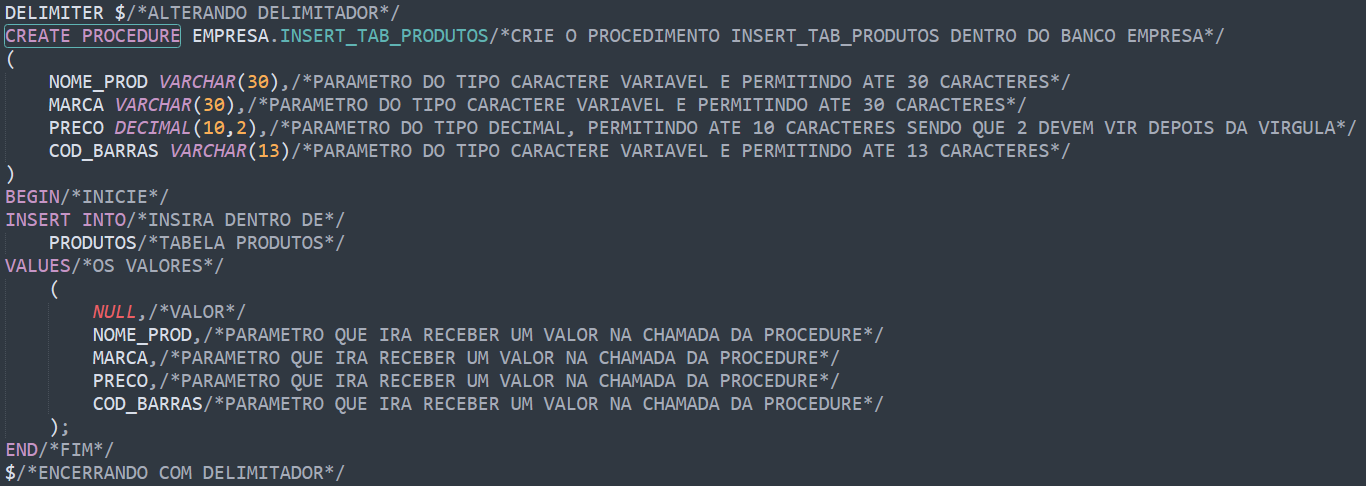 DELIMITER $/*ALTERANDO DELIMITADOR*/
CREATE PROCEDURE EMPRESA.INSERT_TAB_PRODUTOS/*CRIE O PROCEDIMENTO INSERT_TAB_PRODUTOS DENTRO DO BANCO EMPRESA*/
(
    NOME_PROD VARCHAR(30),/*PARAMETRO DO TIPO CARACTERE VARIAVEL E PERMITINDO ATE 30 CARACTERES*/
    MARCA VARCHAR(30),/*PARAMETRO DO TIPO CARACTERE VARIAVEL E PERMITINDO ATE 30 CARACTERES*/
    PRECO DECIMAL(10,2),/*PARAMETRO DO TIPO DECIMAL, PERMITINDO ATE 10 CARACTERES SENDO QUE 2 DEVEM VIR DEPOIS DA VIRGULA*/
    COD_BARRAS VARCHAR(13)/*PARAMETRO DO TIPO CARACTERE VARIAVEL E PERMITINDO ATE 13 CARACTERES*/
)
BEGIN/*INICIE*/
INSERT INTO/*INSIRA DENTRO DE*/
    PRODUTOS/*TABELA PRODUTOS*/
VALUES/*OS VALORES*/
    (
        NULL,/*VALOR*/
        NOME_PROD,/*PARAMETRO QUE IRA RECEBER UM VALOR NA CHAMADA DA PROCEDURE*/
        MARCA,/*PARAMETRO QUE IRA RECEBER UM VALOR NA CHAMADA DA PROCEDURE*/
        PRECO,/*PARAMETRO QUE IRA RECEBER UM VALOR NA CHAMADA DA PROCEDURE*/
        COD_BARRAS/*PARAMETRO QUE IRA RECEBER UM VALOR NA CHAMADA DA PROCEDURE*/
    );
END/*FIM*/
$/*ENCERRANDO COM DELIMITADOR*/